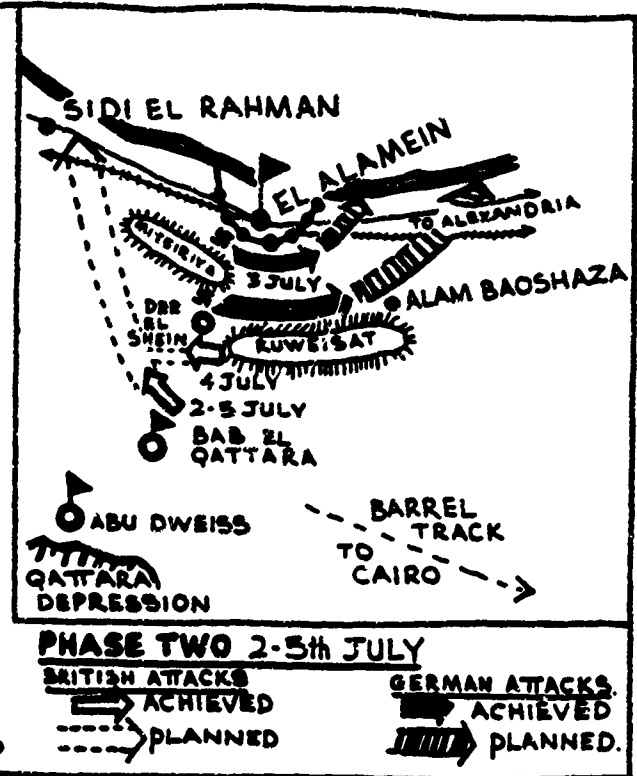 SIDI EL RAHMAN
EL ALAMEIN
TO ALEXANDRIA
MITEIRIYA
3 JULY
ALAM BAOSHAZA
DER
EL
SHEIN
RUWEISAT
4 JULY
2-5 JULY
BAB EL
QATTARA
ABU DWEISS
BARREL
TRACK
TO
CAIRO
QATTARA
DEPRESSION
PHASE TWO 2-5th JULY
BRITISH ATTACKS
ACHIEVED
PLANNED
GERMAN ATTACKS.
ACHIEVED
PLANNED.